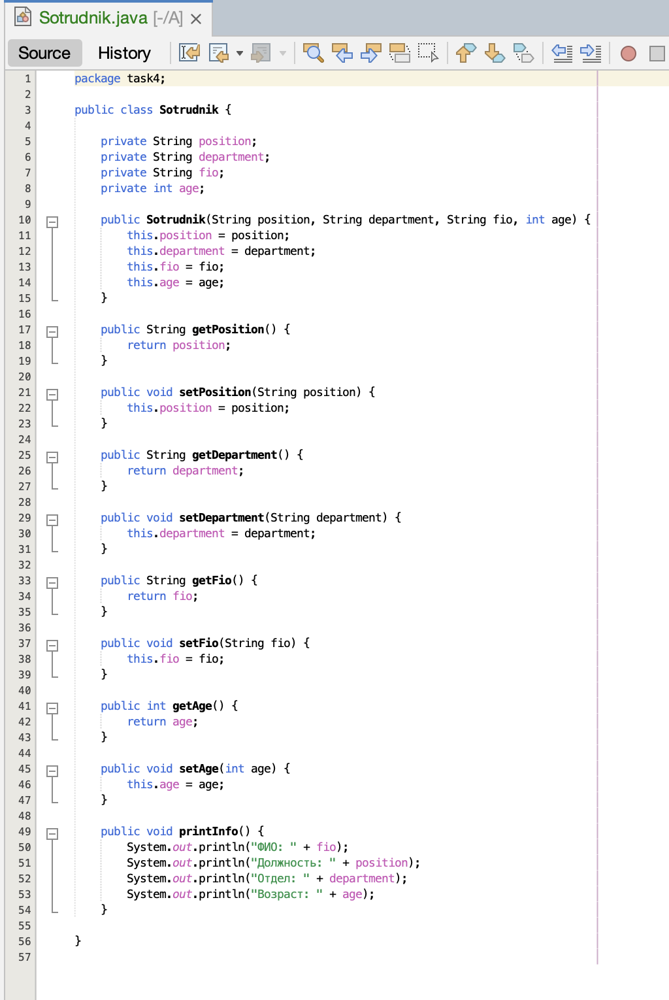 Sotrudnik.java [-/A]
Source History
1 package task4;
2
3 public class Sotrudnik {
4
5 private String position;
6 private String department;
7 private String fio;
8 private int age;
9
10 public Sotrudnik(String position, String department, String fio, int age) {
11 this.position = position;
12 this.department = department;
13 this.fio = fio;
14 this.age = age;
15 }
16
17 public String getPosition() {
18 return position;
19 }
20
21 public void setPosition(String position) {
22 this.position = position;
23 }
24
25 public String getDepartment() {
26 return department;
27 }
28
29 public void setDepartment(String department) {
30 this.department = department;
31 }
32
33 public String getFio() {
34 return fio;
35 }
36
37 public void setFio(String fio) {
38 this.fio = fio;
39 }
40
41 public int getAge() {
42 return age;
43 }
44
45 public void setAge(int age) {
46 this.age = age;
47 }
48
49 public void printInfo() {
50 System.out.println("ФИО: " + fio);
51 System.out.println("Должность: " + position);
52 System.out.println("Отдел: " + department);
53 System.out.println("Возраст: " + age);
54 }
55
56 }
57